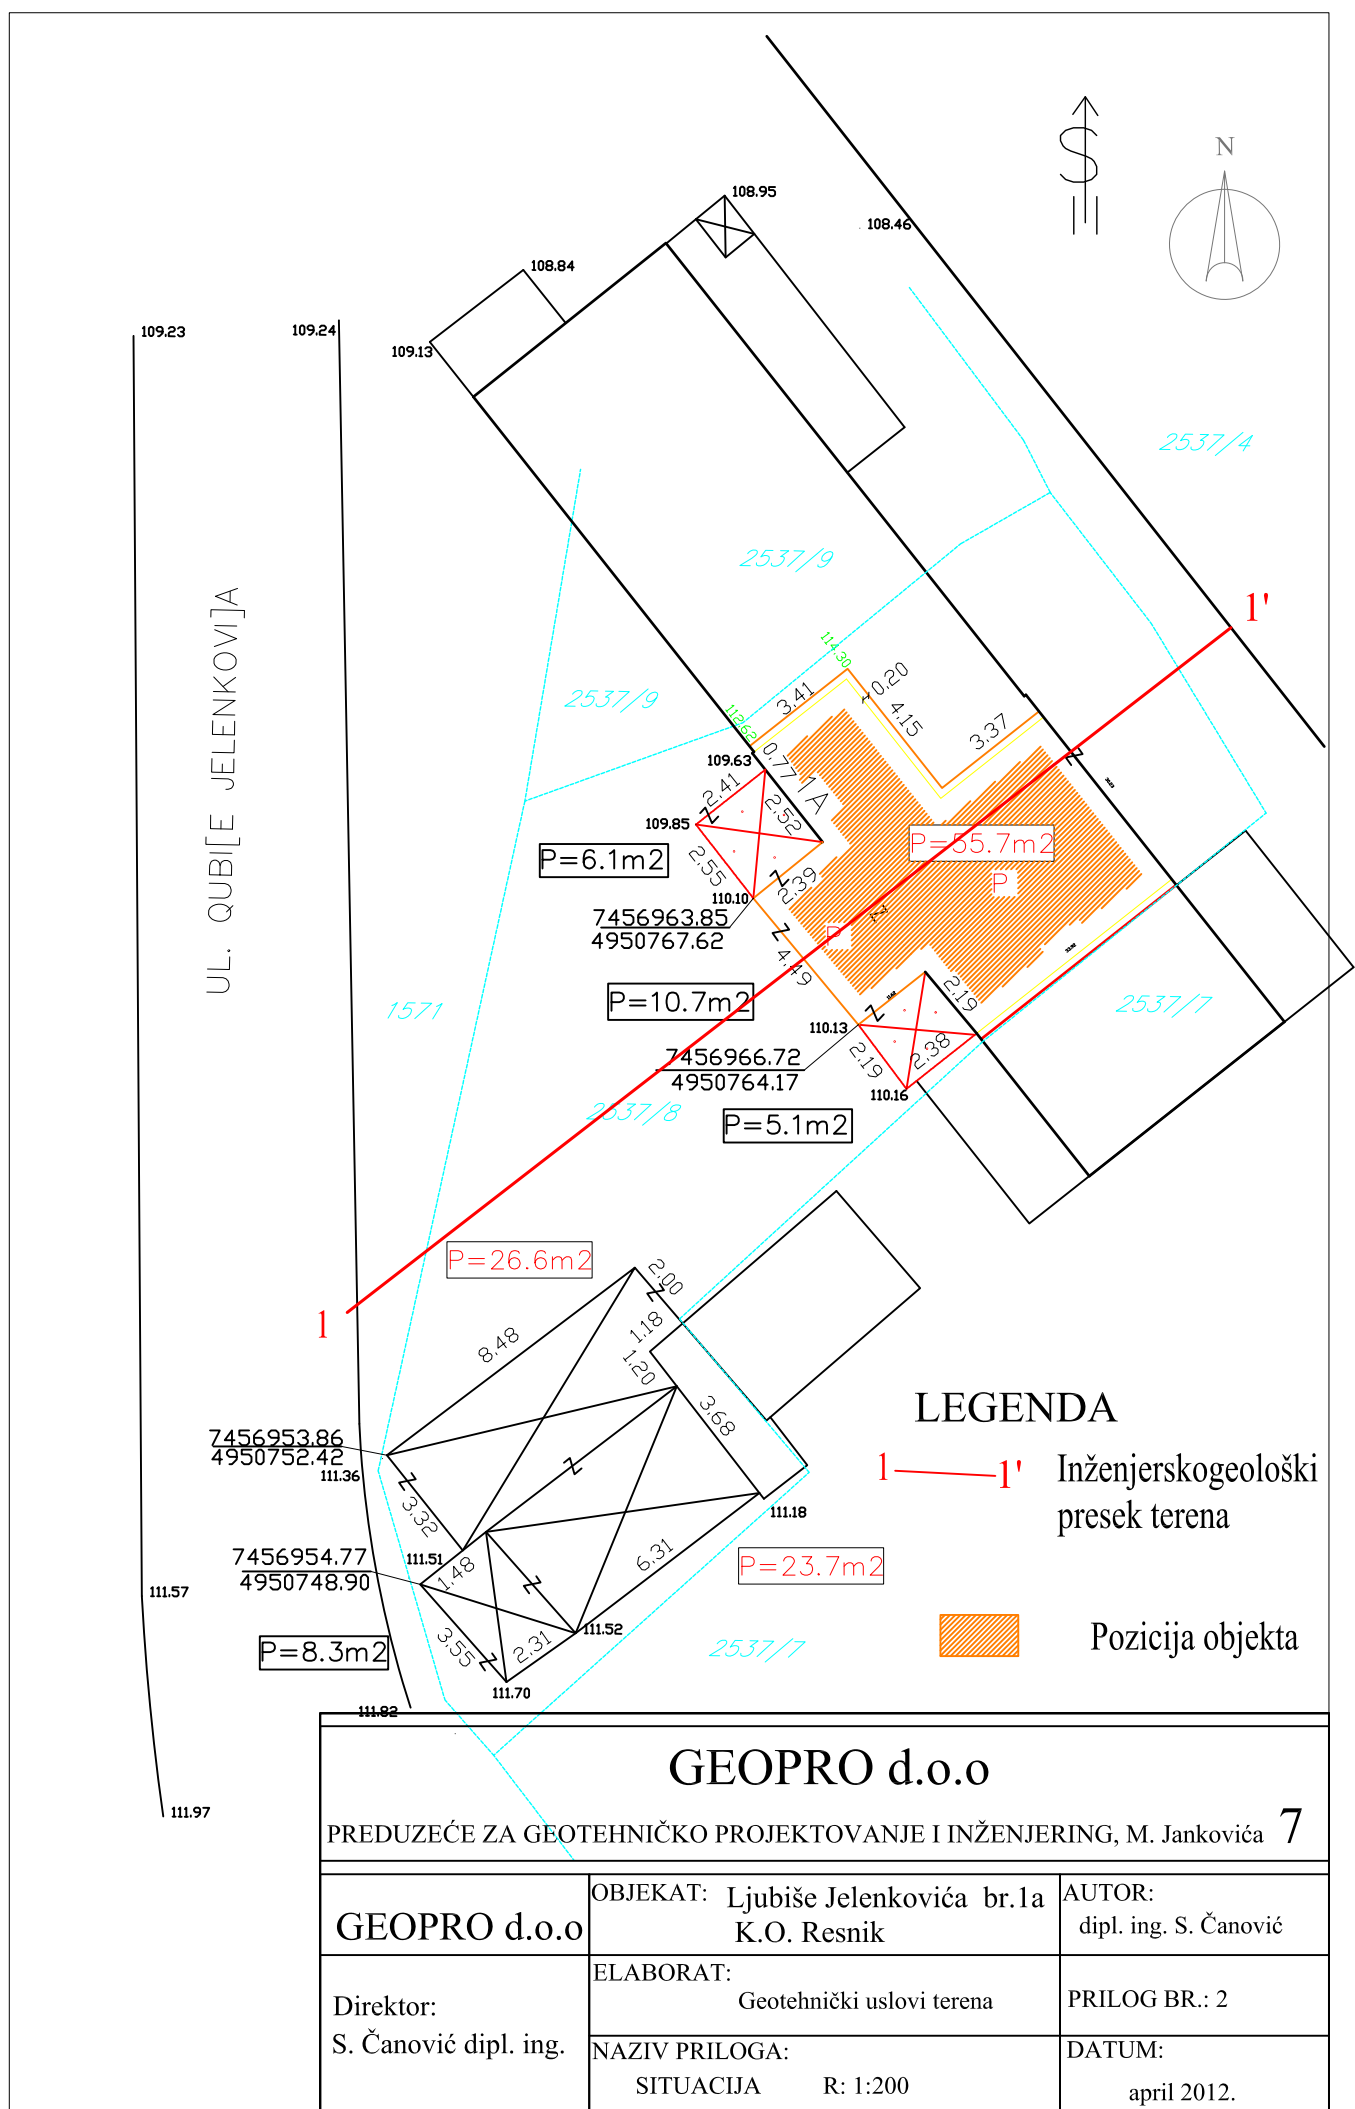 N
S
108.95
108.46
108.84
109.23
109.24
109.13
2537/4
2537/9
UL. QUBI[E JELENKOVI]A
1'
114.30
0.20
3.41
4.15
2537/9
112.62
3.37
109.63
0.77
1A
2.41
2.52
109.85
P=55.7m2
P=6.1m2
2.55
2.39
P
110.10
7456963.85
4950767.62
P
4.49
1571
P=10.7m2
2.19
2537/7
110.13
7456966.72
2.38
4950764.17
2.19
110.16
2537/8
P=5.1m2
P=26.6m2
2.00
1
1.18
8.48
1.20
LEGENDA
3.68
7456953.86
4950752.42
111.36
1 1' Inženjerskogeološki
presek terena
3.32
111.18
7456954.77
4950748.90
111.51
1.48
6.31
P=23.7m2
111.57
111.52
Pozicija objekta
P=8.3m2
3.55
2.31
2537/7
111.70
111.82
GEOPRO d.o.o
111.97
PREDUZEĆE ZA GEOTEHNIČKO PROJEKTOVANJE I INŽENJERING, M. Jankovića 7
GEOPRO d.o.o
OBJEKAT: Ljubiše Jelenkovića br.1a
K.O. Resnik
AUTOR:
dipl. ing. S. Čanović
Direktor:
S. Čanović dipl. ing.
ELABORAT:
Geotehnički uslovi terena
PRILOG BR.: 2
NAZIV PRILOGA:
SITUACIJA R: 1:200
DATUM:
april 2012.